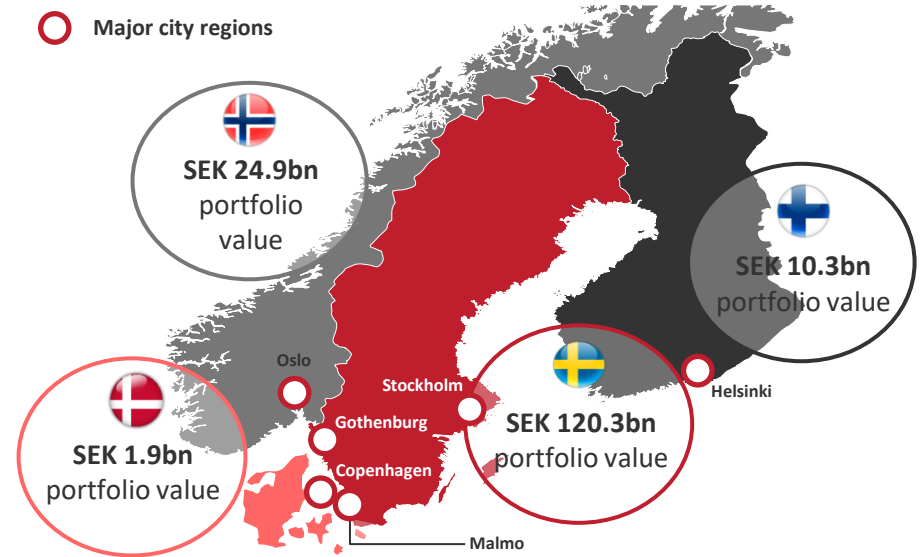 Major city regions
SEK 24.9bn
portfolio
value
SEK 10.3bn
portfolio value
Oslo
Stockholm
Helsinki
Gothenburg
SEK 120.3bn
portfolio value
SEK 1.9bn
portfolio value
Copenhagen
Malmo